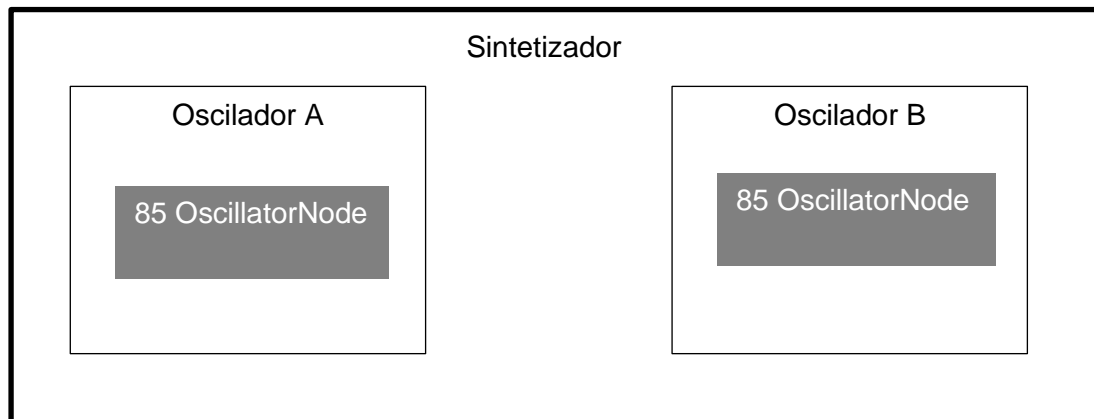 Sintetizador
Oscilador A
85 OscillatorNode
Oscilador B
85 OscillatorNode